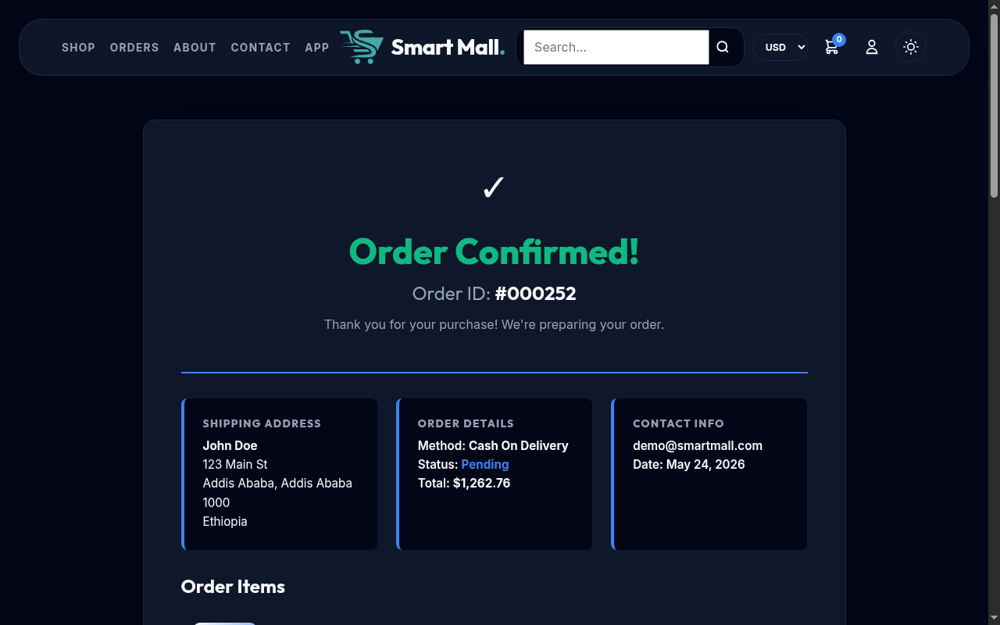 SHOP ORDERS ABOUT CONTACT APP Smart Mall. Search... USD 0
✓
Order Confirmed!
Order ID: #000252
Thank you for your purchase! We're preparing your order.
SHIPPING ADDRESS
John Doe
123 Main St
Addis Ababa, Addis Ababa
1000
Ethiopia
ORDER DETAILS
Method: Cash On Delivery
Status: Pending
Total: $1,262.76
CONTACT INFO
demo@smartmall.com
Date: May 24, 2026
Order Items